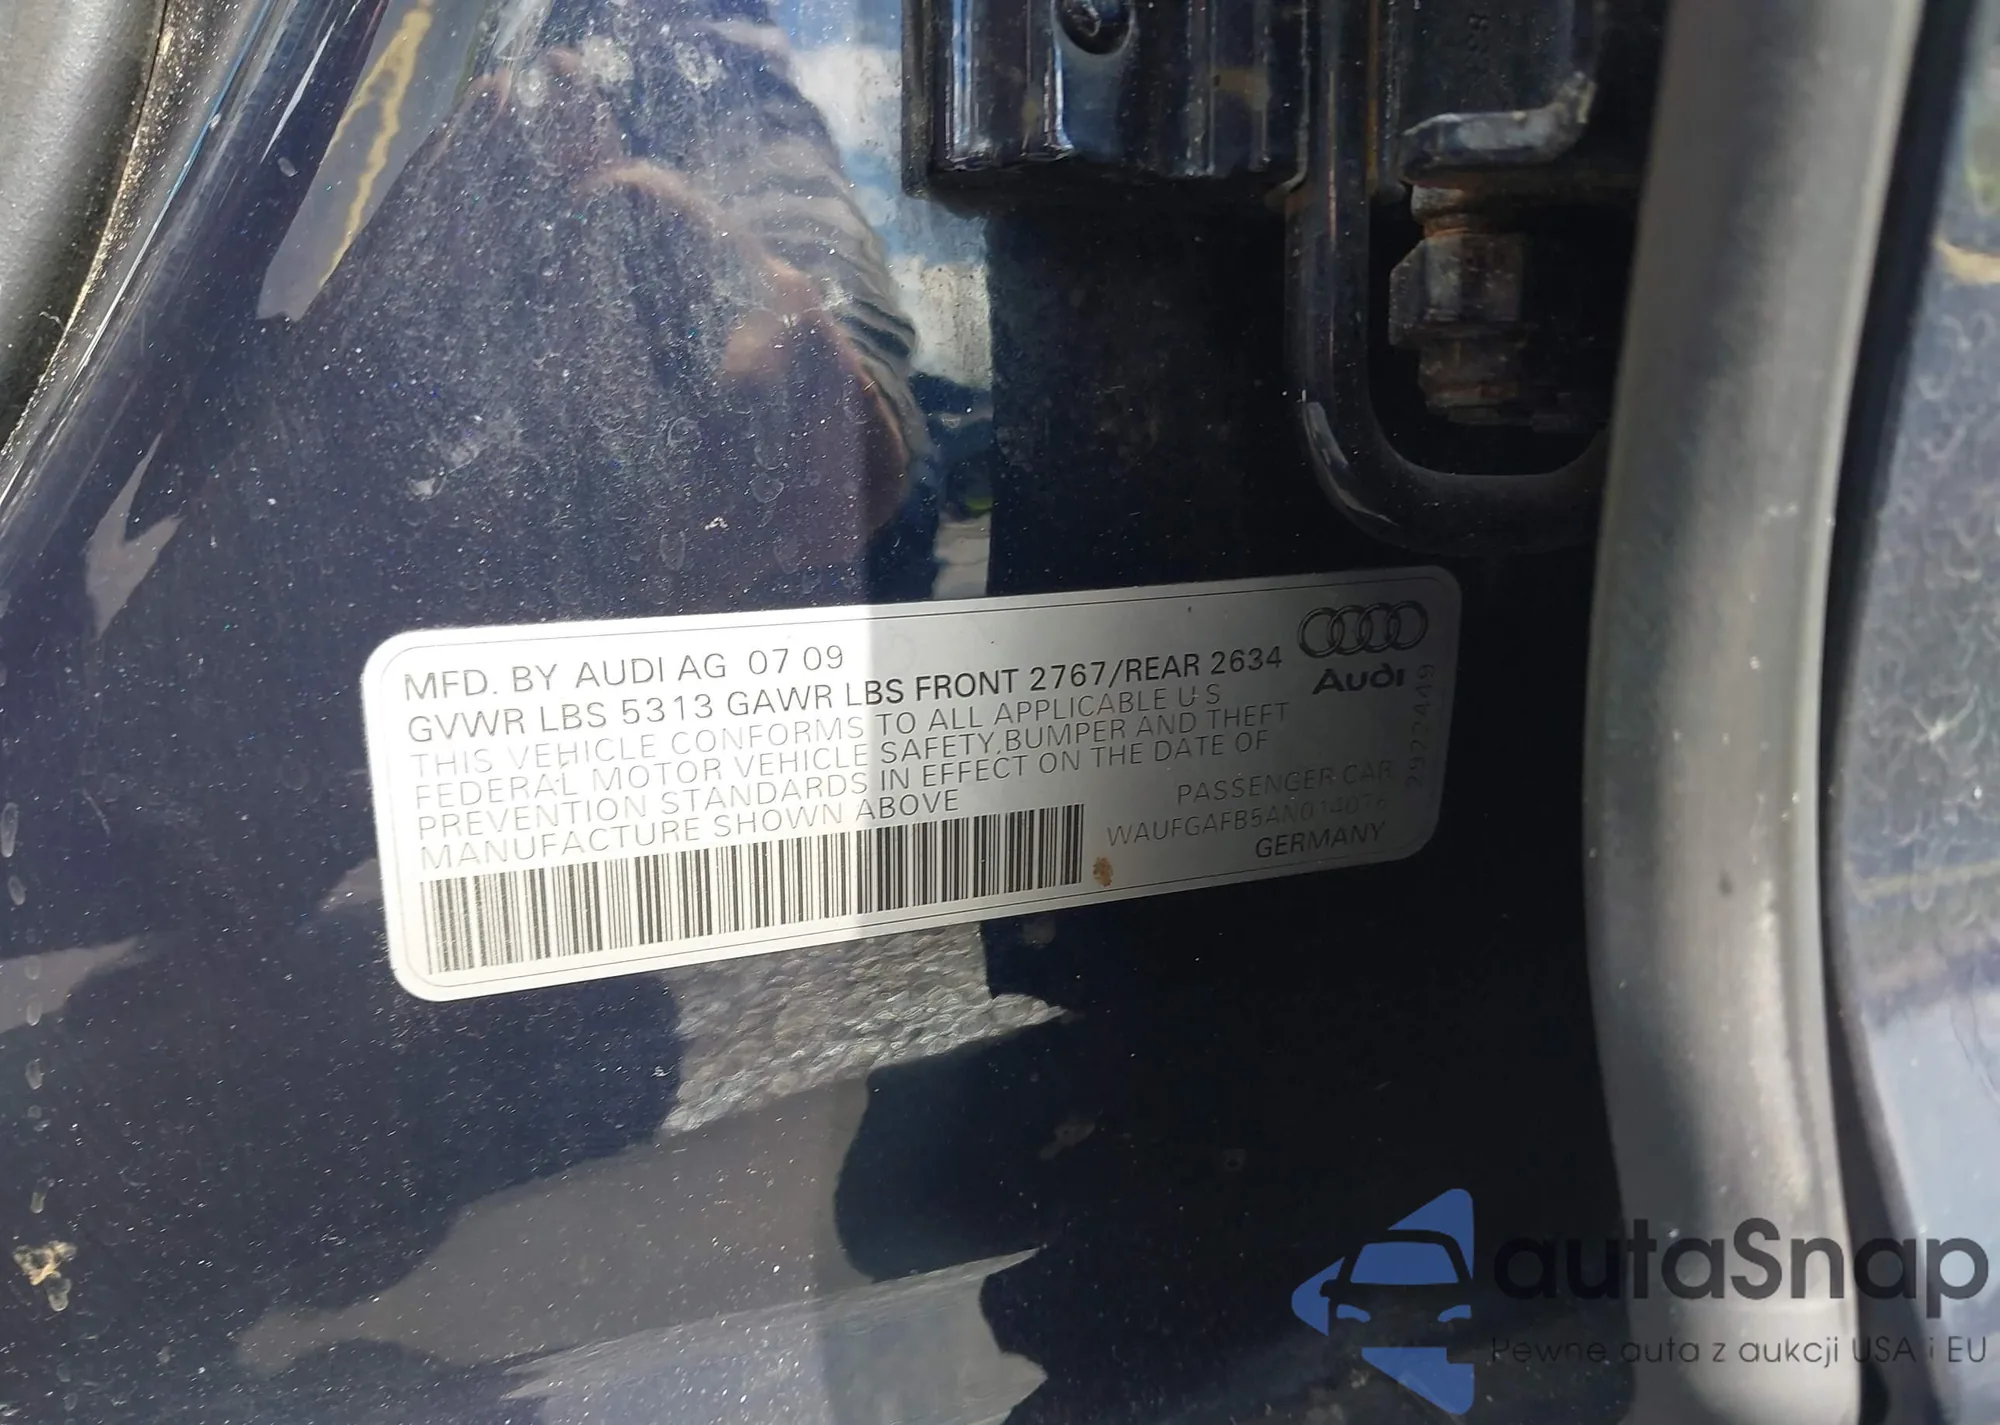 MFD. BY AUDI AG 07 09
GVWR LBS 5313 GAWR LBS FRONT 2767/REAR 2634
THIS VEHICLE CONFORMS TO ALL APPLICABLE U S
FEDERAL MOTOR VEHICLE SAFETY, BUMPER AND THEFT
PREVENTION STANDARDS IN EFFECT ON THE DATE OF
MANUFACTURE SHOWN ABOVE
PASSENGER CAR
GERMANY
Audi
2922449
autaSnap
Pewne auta z aukcji USA i EU